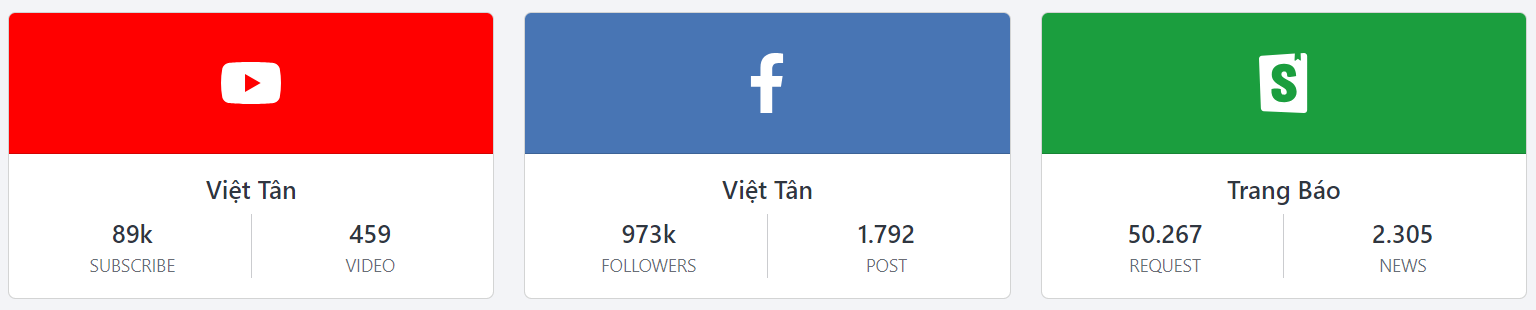 Việt Tân
89k
SUBSCRIBE
459
VIDEO
Việt Tân
973k
FOLLOWERS
1.792
POST
S
Trang Báo
50.267
REQUEST
2.305
NEWS